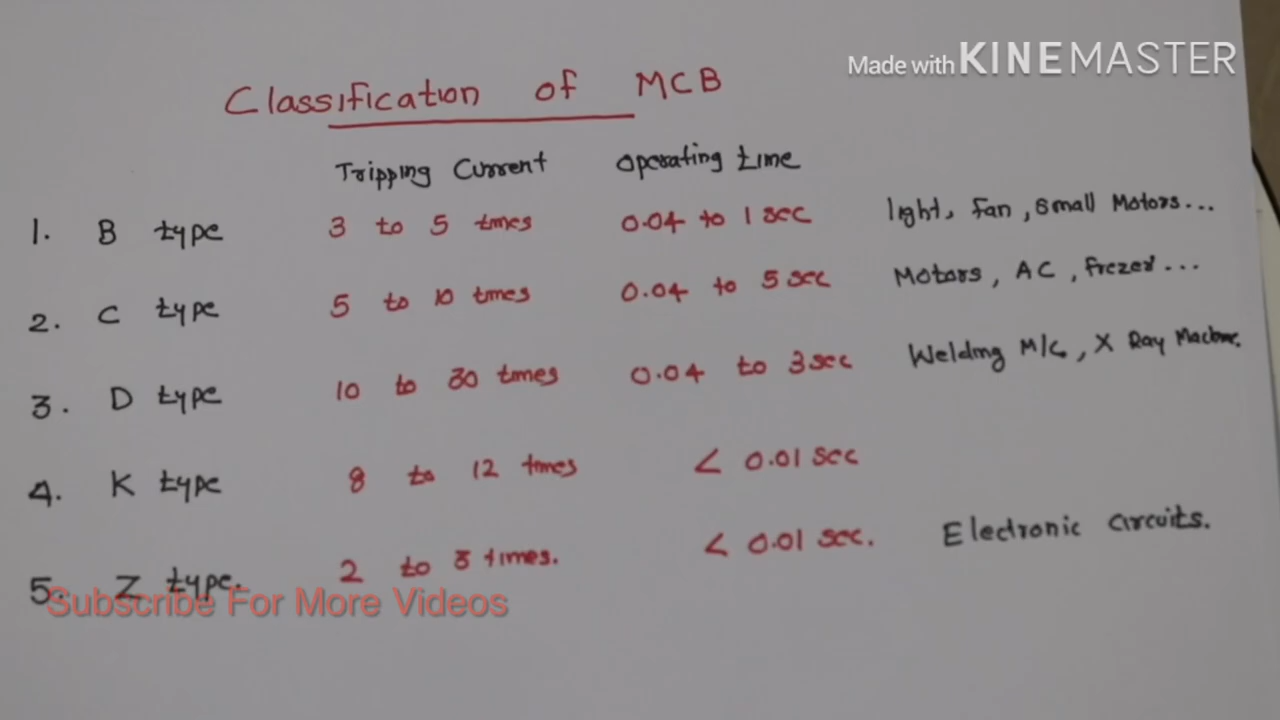 Made with KINEMASTER
Classification of MCB
Tripping Current Operating time
1. B type 3 to 5 times 0.04 to 1 sec light, Fan, small Motors...
2. C type 5 to 10 times 0.04 to 5 sec Motors, AC, frezer...
3. D type 10 to 30 times 0.04 to 3 sec Welding M/c, X Ray Machine.
4. K type 8 to 12 times < 0.01 sec
5. Z type. 2 to 3 times. < 0.01 sec. Electronic circuits.
Subscribe For More Videos